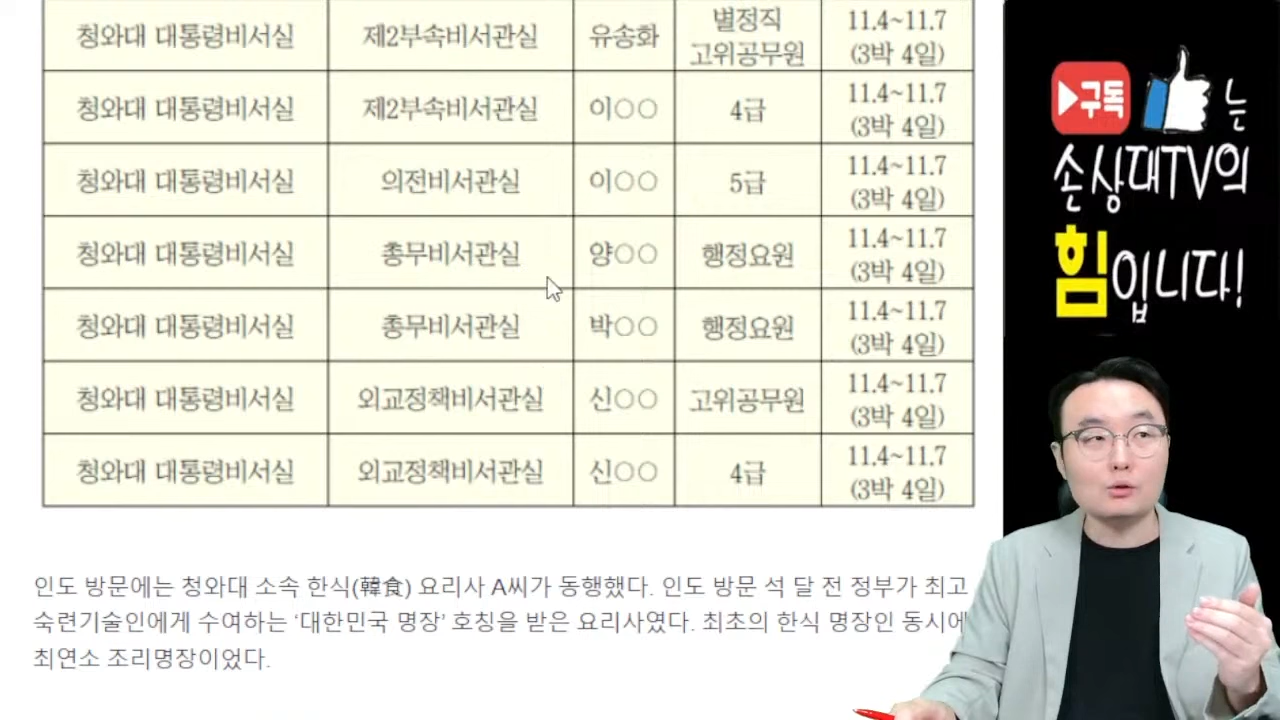 청와대 대통령비서실 제2부속비서관실 유송화 별정직 고위공무원 11.4~11.7 (3박 4일)
청와대 대통령비서실 제2부속비서관실 이○○ 4급 11.4~11.7 (3박 4일)
청와대 대통령비서실 의전비서관실 이○○ 5급 11.4~11.7 (3박 4일)
청와대 대통령비서실 총무비서관실 양○○ 행정요원 11.4~11.7 (3박 4일)
청와대 대통령비서실 총무비서관실 박○○ 행정요원 11.4~11.7 (3박 4일)
청와대 대통령비서실 외교정책비서관실 신○○ 고위공무원 11.4~11.7 (3박 4일)
청와대 대통령비서실 외교정책비서관실 신○○ 4급 11.4~11.7 (3박 4일)
인도 방문에는 청와대 소속 한식(韓食) 요리사 A씨가 동행했다. 인도 방문 석 달 전 정부가 최고
숙련기술인에게 수여하는 ‘대한민국 명장’ 호칭을 받은 요리사였다. 최초의 한식 명장인 동시에
최연소 조리명장이었다.
구독 는
손상대TV의
힘입니다!